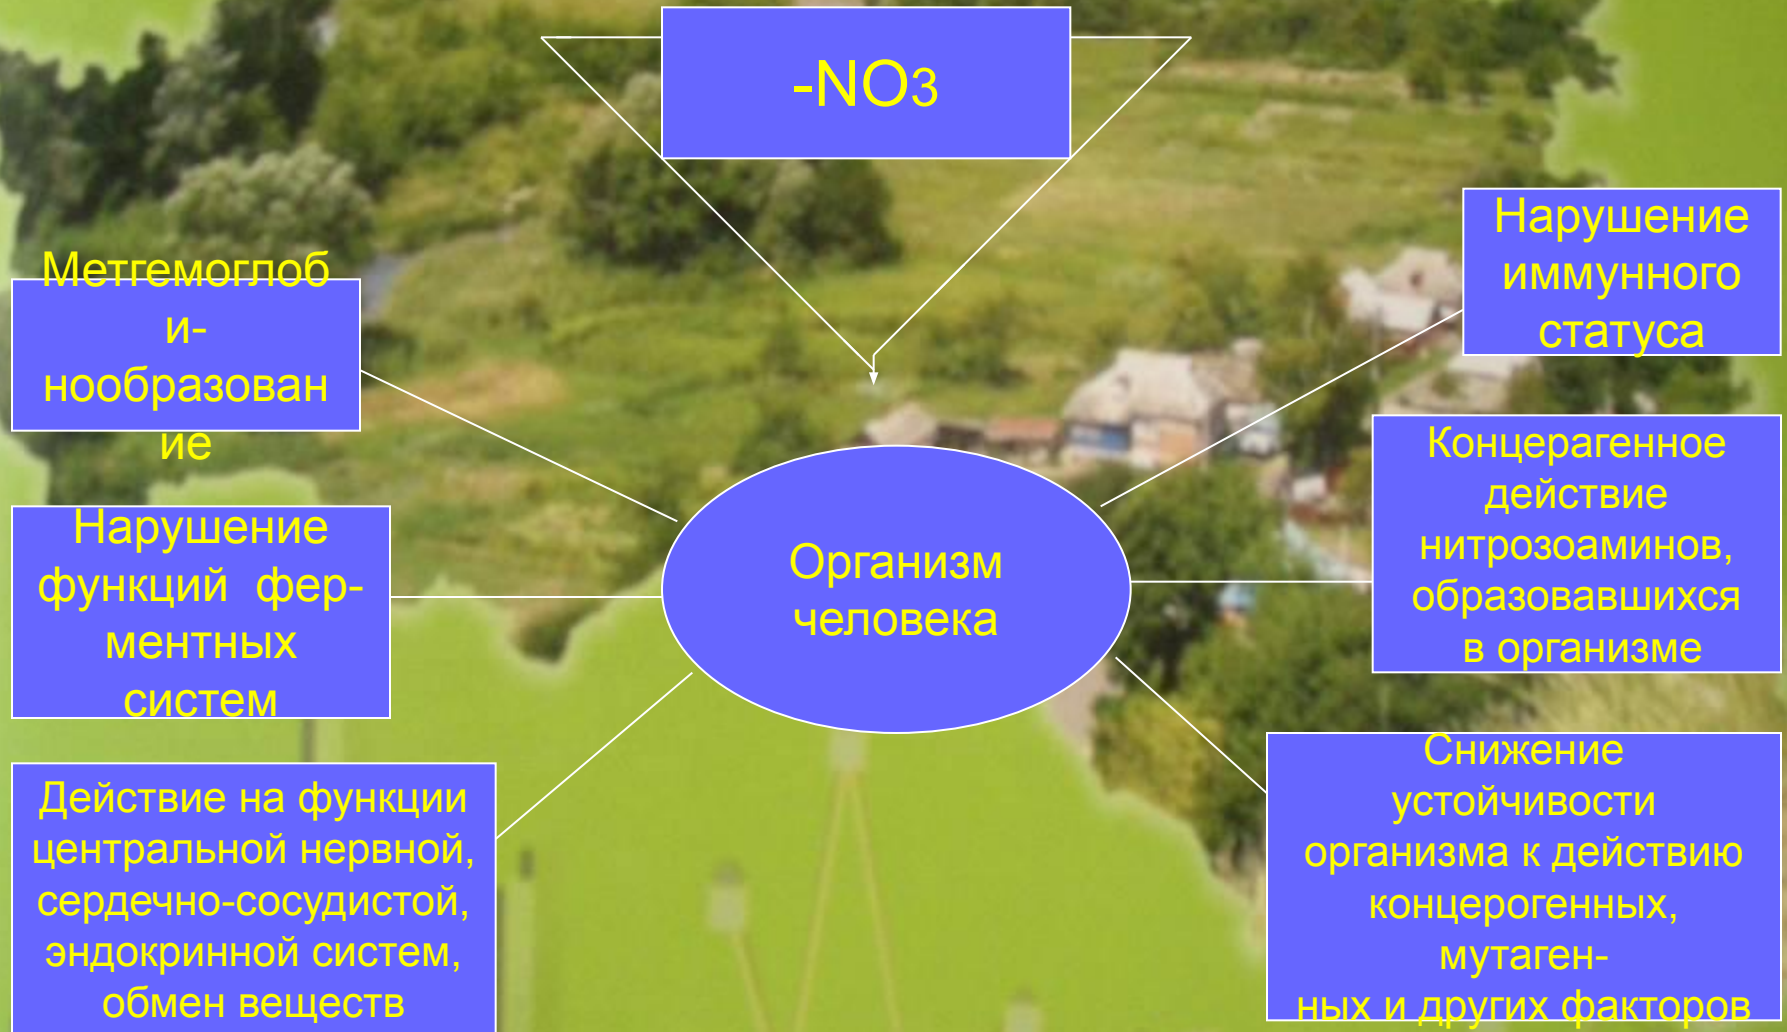 -NO3
Метгемоглоб
и-
нообразован
ие
Нарушение
функций фер-
ментных
систем
Действие на функции
центральной нервной,
сердечно-сосудистой,
эндокринной систем,
обмен веществ
Организм
человека
Нарушение
иммунного
статуса
Концерагенное
действие
нитрозоаминов,
образовавшихся
в организме
Снижение
устойчивости
организма к действию
концерогенных,
мутаген-
ных и других факторов